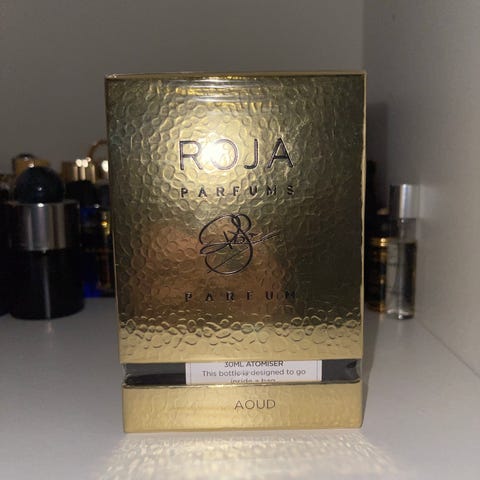 ROJA
PARFUMS
PARFUM
30ML ATOMISER
This bottle is designed to go
inside a bag
AOUD